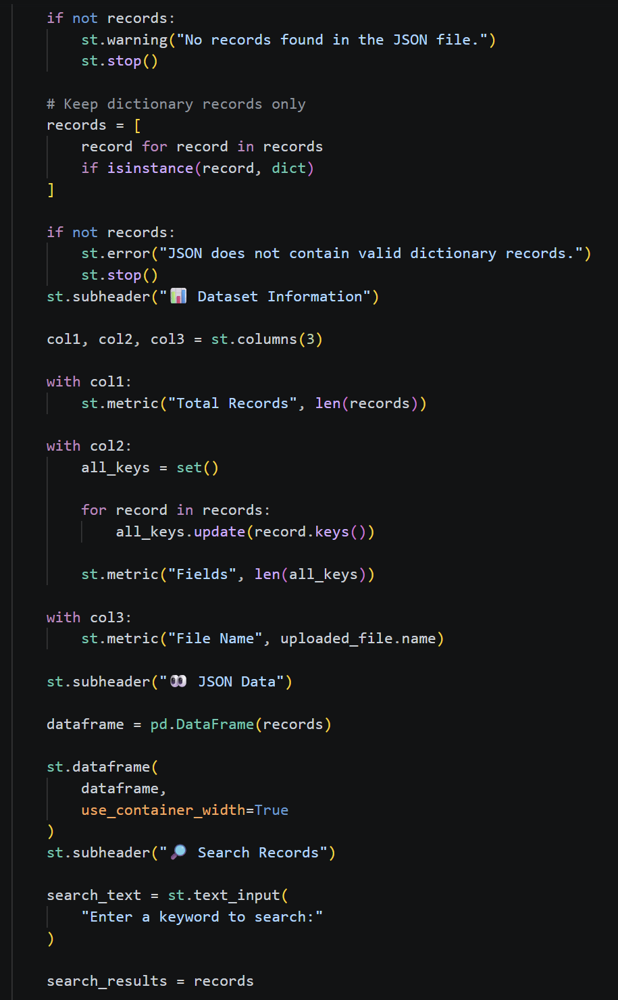 if not records:
    st.warning("No records found in the JSON file.")
    st.stop()

# Keep dictionary records only
records = [
    record for record in records
    if isinstance(record, dict)
]

if not records:
    st.error("JSON does not contain valid dictionary records.")
    st.stop()
st.subheader("📊 Dataset Information")

col1, col2, col3 = st.columns(3)

with col1:
    st.metric("Total Records", len(records))

with col2:
    all_keys = set()

    for record in records:
        all_keys.update(record.keys())

    st.metric("Fields", len(all_keys))

with col3:
    st.metric("File Name", uploaded_file.name)

st.subheader("👀 JSON Data")

dataframe = pd.DataFrame(records)

st.dataframe(
    dataframe,
    use_container_width=True
)
st.subheader("🔎 Search Records")

search_text = st.text_input(
    "Enter a keyword to search:"
)

search_results = records